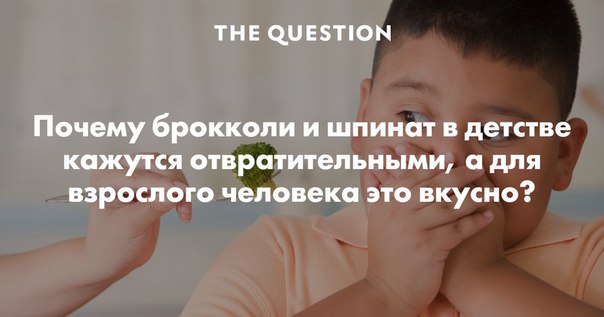 THE QUESTION
Почему брокколи и шпинат в детстве
кажутся отвратительными, а для
взрослого человека это вкусно?